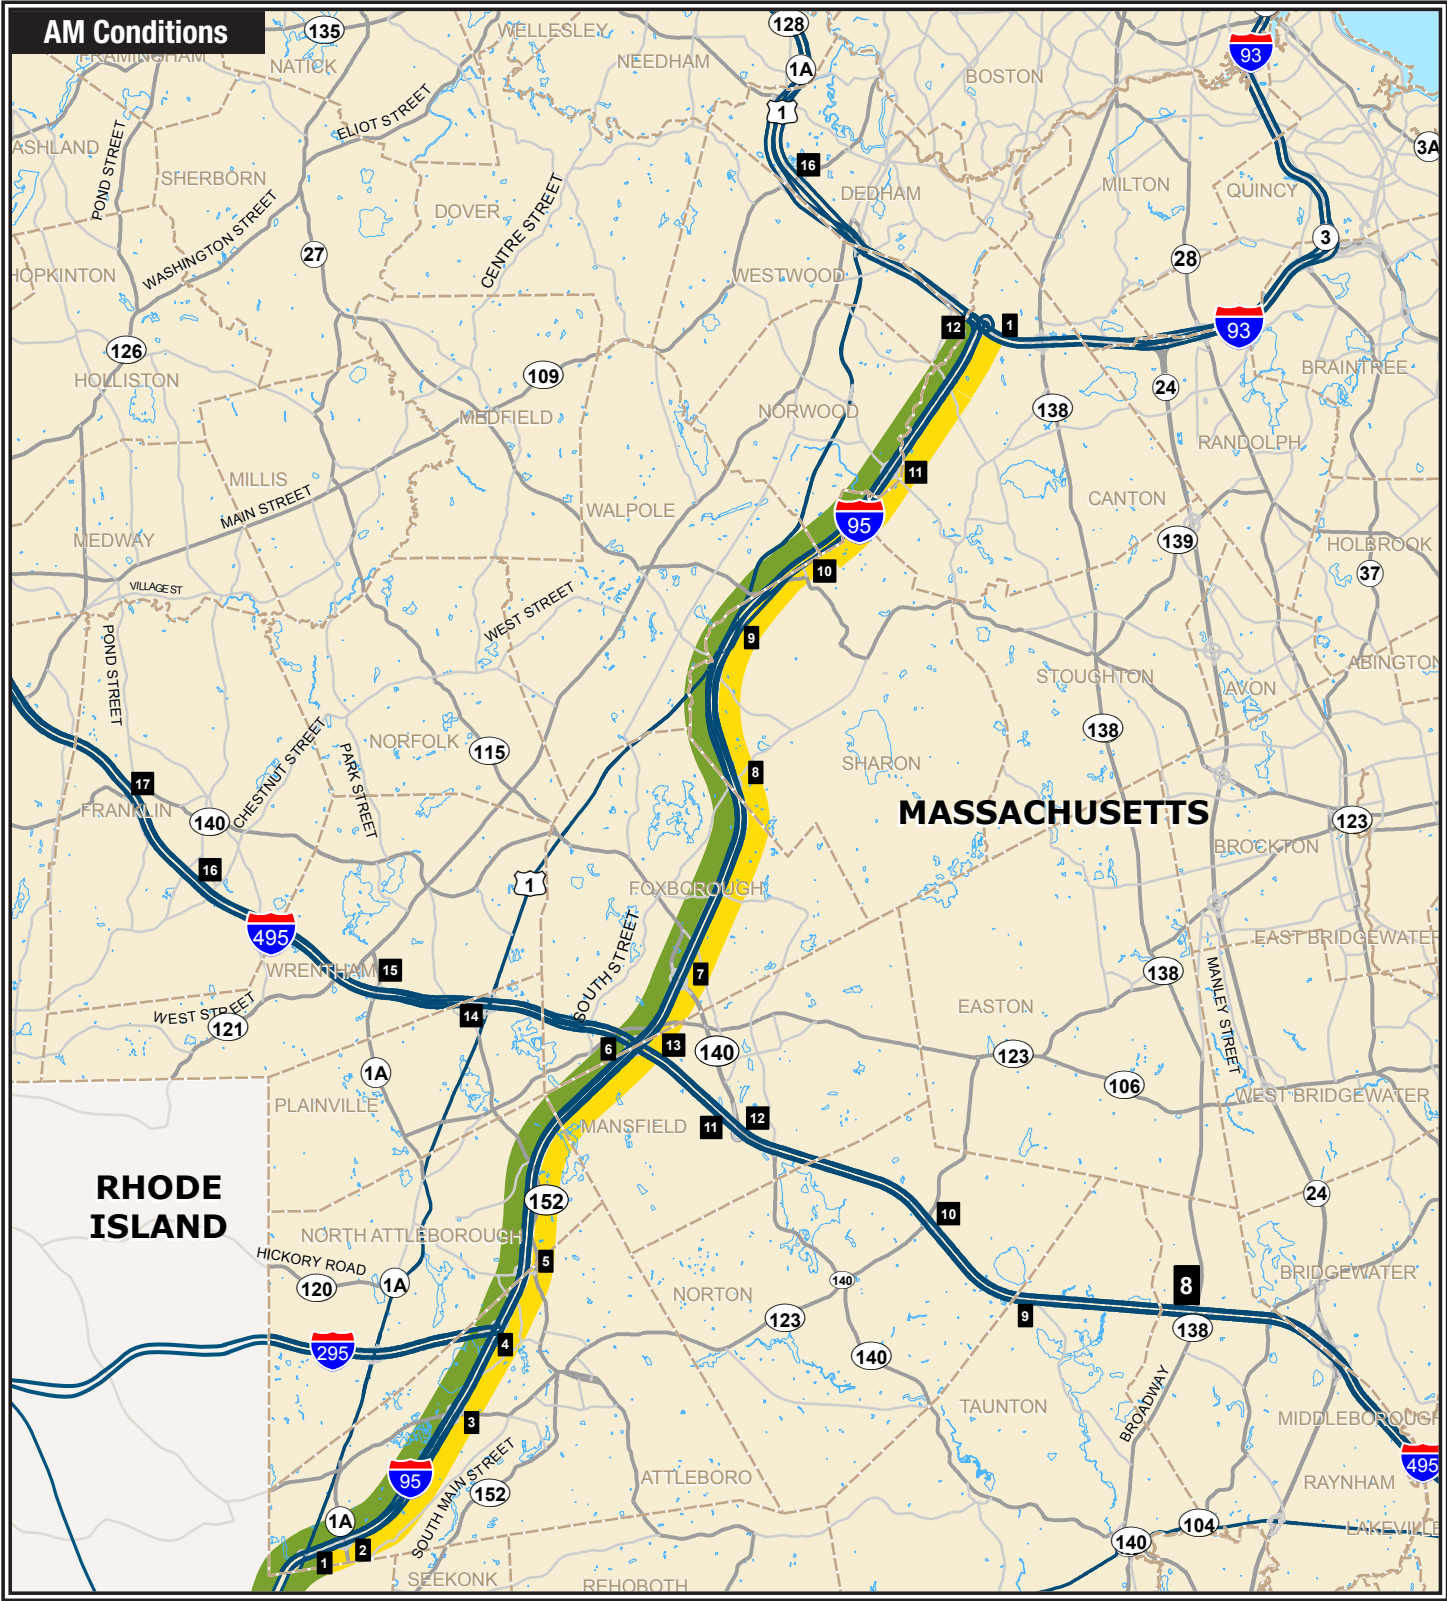 AM Conditions
135
WELLESLEY
128
93
FRAMINGHAM
NATICK
NEEDHAM
1A
BOSTON
ELIOT STREET
1
ASHLAND
POND STREET
16
3A
SHERBORN
DOVER
CENTRE STREET
DEDHAM
MILTON
QUINCY
WASHINGTON STREET
27
3
28
HOPKINTON
WESTWOOD
12
1
93
126
HOLLISTON
109
BRAINTREE
24
MEDFIELD
NORWOOD
138
RANDOLPH
MILLIS
MAIN STREET
11
WALPOLE
CANTON
95
MEDWAY
139
HOLBROOK
37
10
VILLAGE ST
WEST STREET
POND STREET
9
ABINGTON
STOUGHTON
AVON
138
NORFOLK
115
CHESTNUT STREET
PARK STREET
8
SHARON
17
FRANKLIN
140
MASSACHUSETTS
123
BROCKTON
16
1
FOXBOROUGH
495
SOUTH STREET
EAST BRIDGEWATER
WRENTHAM
15
7
138
MANLEY STREET
WEST STREET
121
14
EASTON
6
13
140
123
1A
106
PLAINVILLE
WEST BRIDGEWATER
MANSFIELD
11
12
RHODE
ISLAND
152
24
10
NORTH ATTLEBOROUGH
HICKORY ROAD
120
1A
5
140
8
BRIDGEWATER
NORTON
123
9
138
295
4
140
BROADWAY
TAUNTON
3
MIDDLEBOROUGH
95
SOUTH MAIN STREET
152
ATTLEBORO
495
RAYNHAM
1A
104
LAKEVILLE
140
1
2
SEEKONK
REHOBOTH